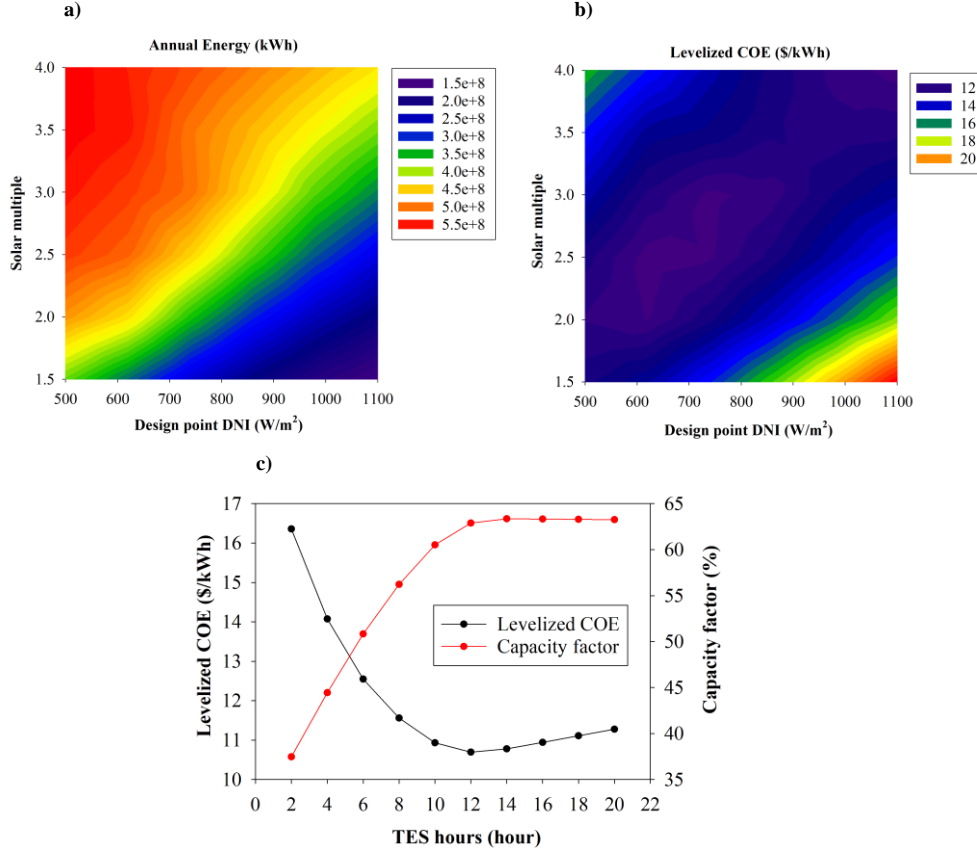 a)
Annual Energy (kWh)
4.0
3.5
3.0
2.5
2.0
1.5
Solar multiple
500 600 700 800 900 1000 1100
Design point DNI (W/m²)
1.5e+8
2.0e+8
2.5e+8
3.0e+8
3.5e+8
4.0e+8
4.5e+8
5.0e+8
5.5e+8
b)
Levelized COE ($/kWh)
4.0
3.5
3.0
2.5
2.0
1.5
Solar multiple
500 600 700 800 900 1000 1100
Design point DNI (W/m²)
12
14
16
18
20
c)
17
16
15
14
13
12
11
10
Levelized COE ($/kWh)
65
60
55
50
45
40
35
Capacity factor (%)
Levelized COE
Capacity factor
0 2 4 6 8 10 12 14 16 18 20 22
TES hours (hour)